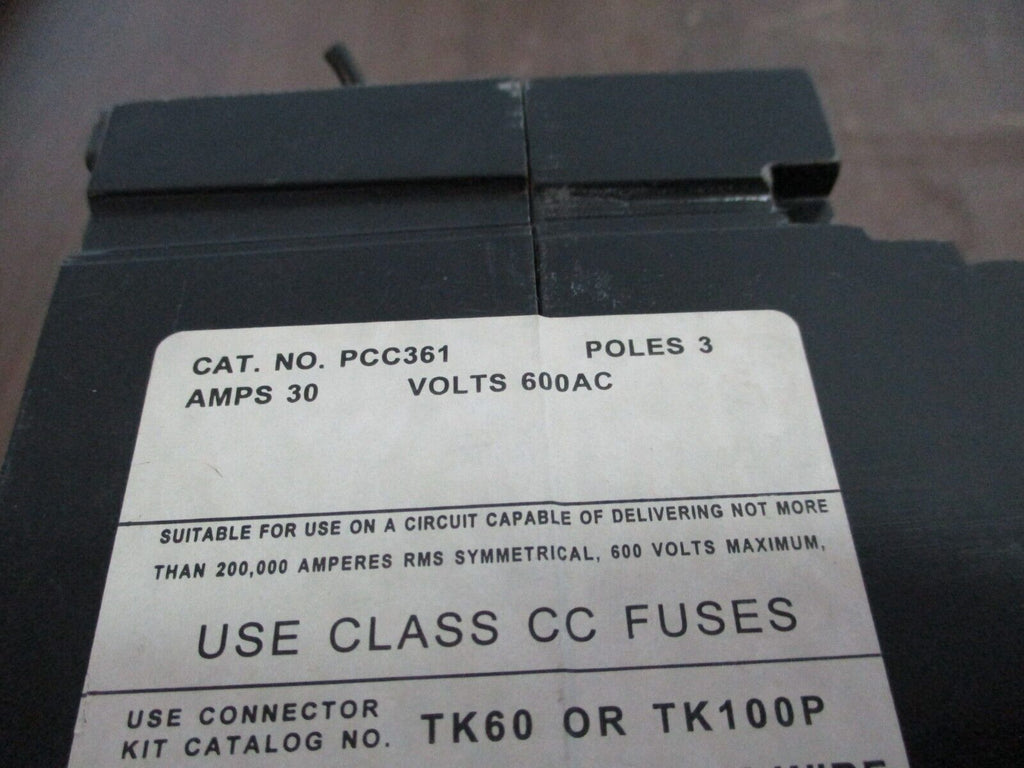 CAT. NO. PCC361 POLES 3
AMPS 30 VOLTS 600AC
SUITABLE FOR USE ON A CIRCUIT CAPABLE OF DELIVERING NOT MORE
THAN 200,000 AMPERES RMS SYMMETRICAL, 600 VOLTS MAXIMUM,
USE CLASS CC FUSES
USE CONNECTOR
KIT CATALOG NO. TK60 OR TK100P